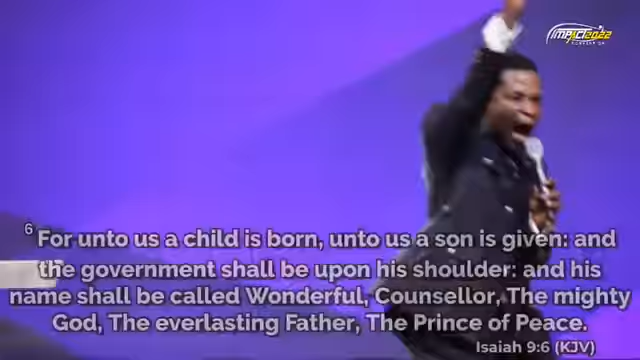 IMPACT2022
6 For unto us a child is born, unto us a son is given: and
the government shall be upon his shoulder: and his
name shall be called Wonderful, Counsellor, The mighty
God, The everlasting Father, The Prince of Peace.
Isaiah 9:6 (KJV)